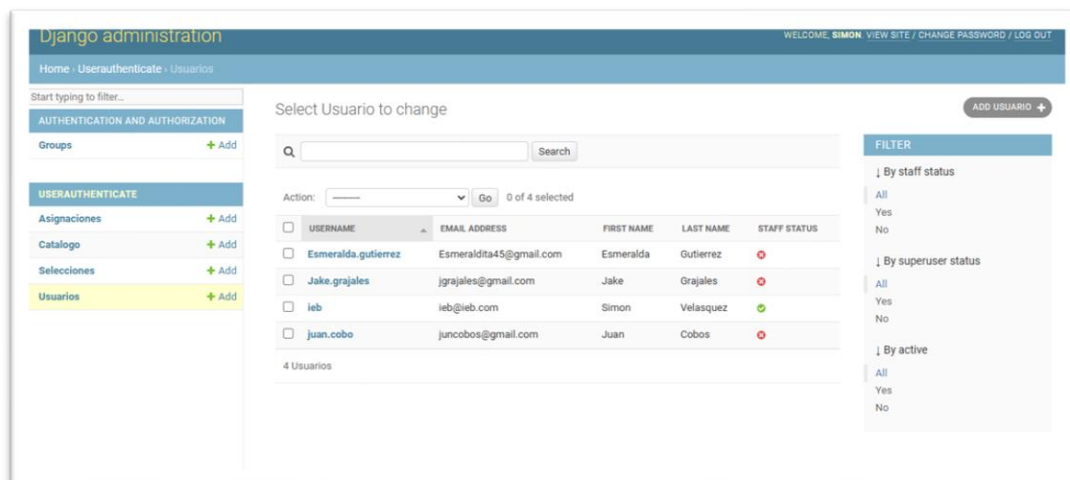 Django administration
WELCOME, SIMON. VIEW SITE / CHANGE PASSWORD / LOG OUT
Home › Userauthenticate › Usuarios
Start typing to filter...
AUTHENTICATION AND AUTHORIZATION
Groups + Add
USERAUTHENTICATE
Asignaciones + Add
Catalogo + Add
Selecciones + Add
Usuarios + Add
Select Usuario to change
ADD USUARIO +
Search
Action: --------- Go 0 of 4 selected
USERNAME EMAIL ADDRESS FIRST NAME LAST NAME STAFF STATUS
Esmeralda.gutierrez Esmeraldita45@gmail.com Esmeralda Gutierrez
Jake.grajales jgrajales@gmail.com Jake Grajales
ieb ieb@ieb.com Simon Velasquez
juan.cobo juncobos@gmail.com Juan Cobos
4 Usuarios
FILTER
↓ By staff status
All
Yes
No
↓ By superuser status
All
Yes
No
↓ By active
All
Yes
No